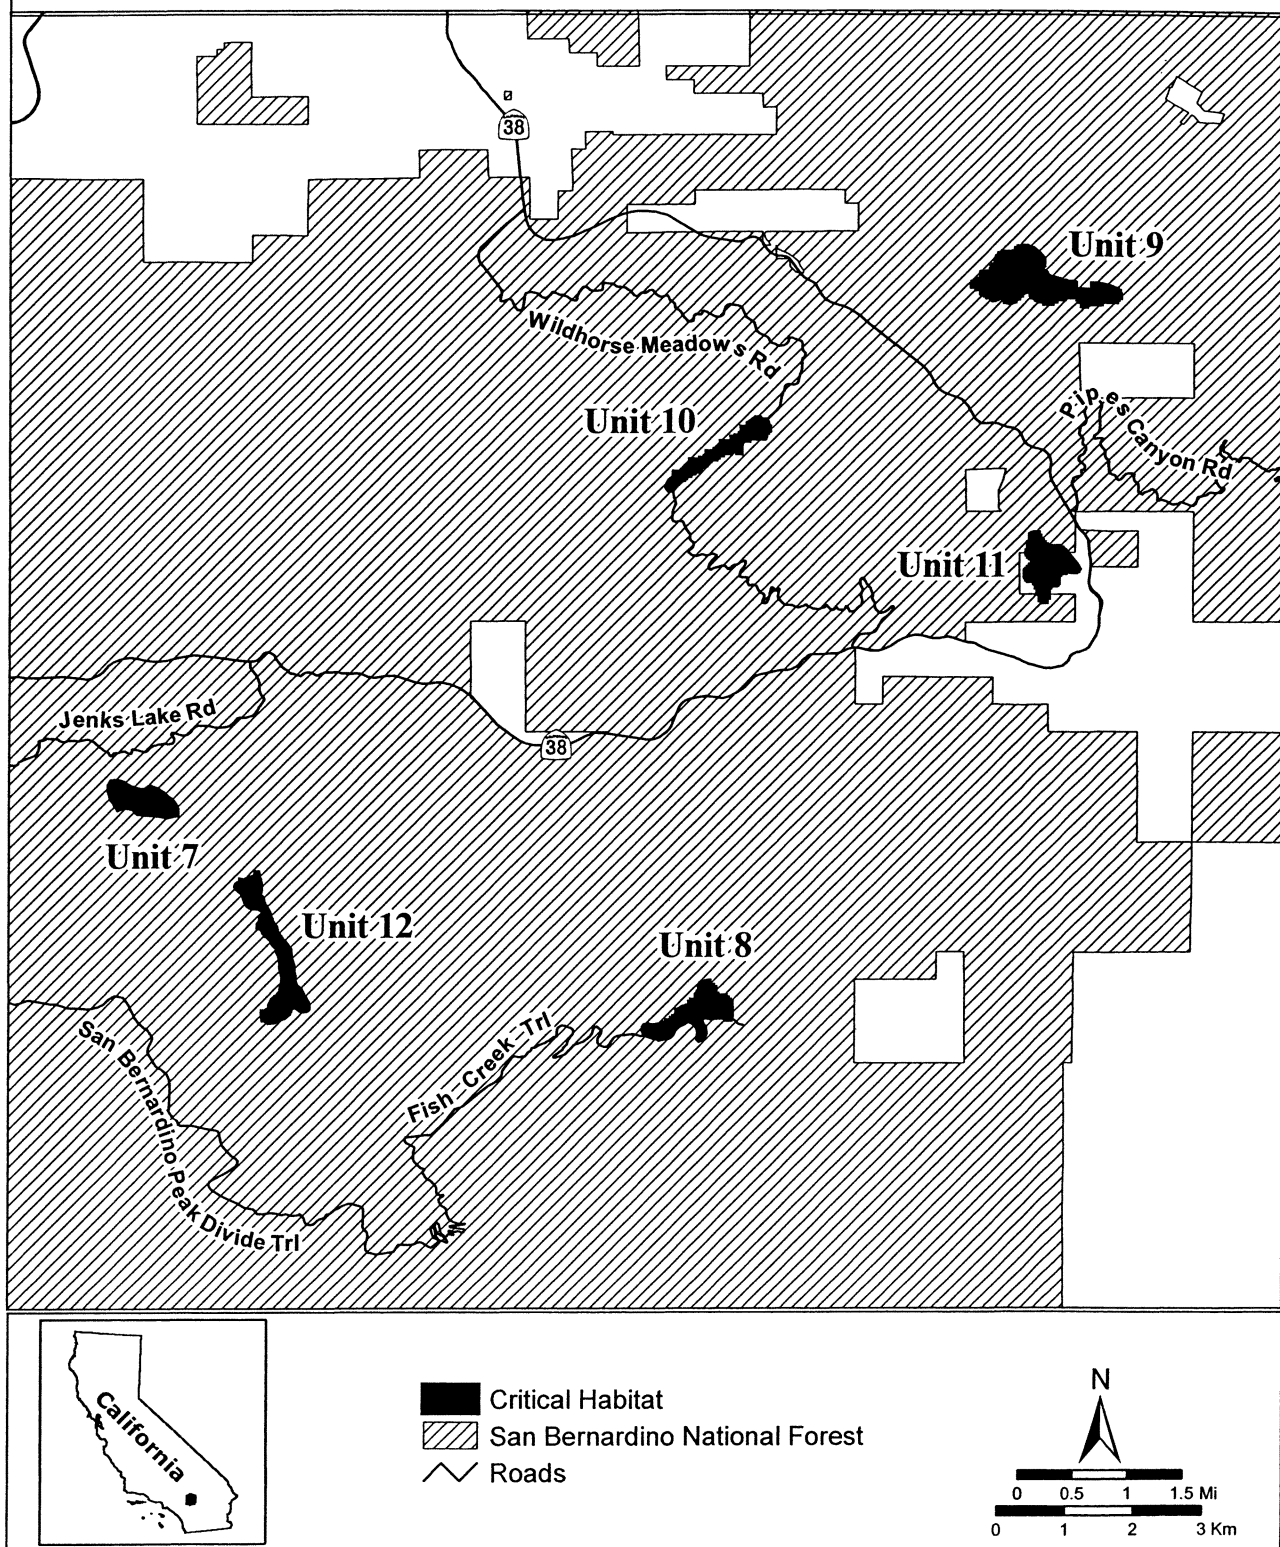 38
Unit 9
Wildhorse Meadows Rd
Pipes Canyon Rd
Unit 10
Unit 11
Jenks Lake Rd
38
Unit 7
Unit 12
Unit 8
Fish Creek Trl
San Bernardino Peak Divide Trl
California
Critical Habitat
San Bernardino National Forest
Roads
N
0 0.5 1 1.5 Mi
0 1 2 3 Km